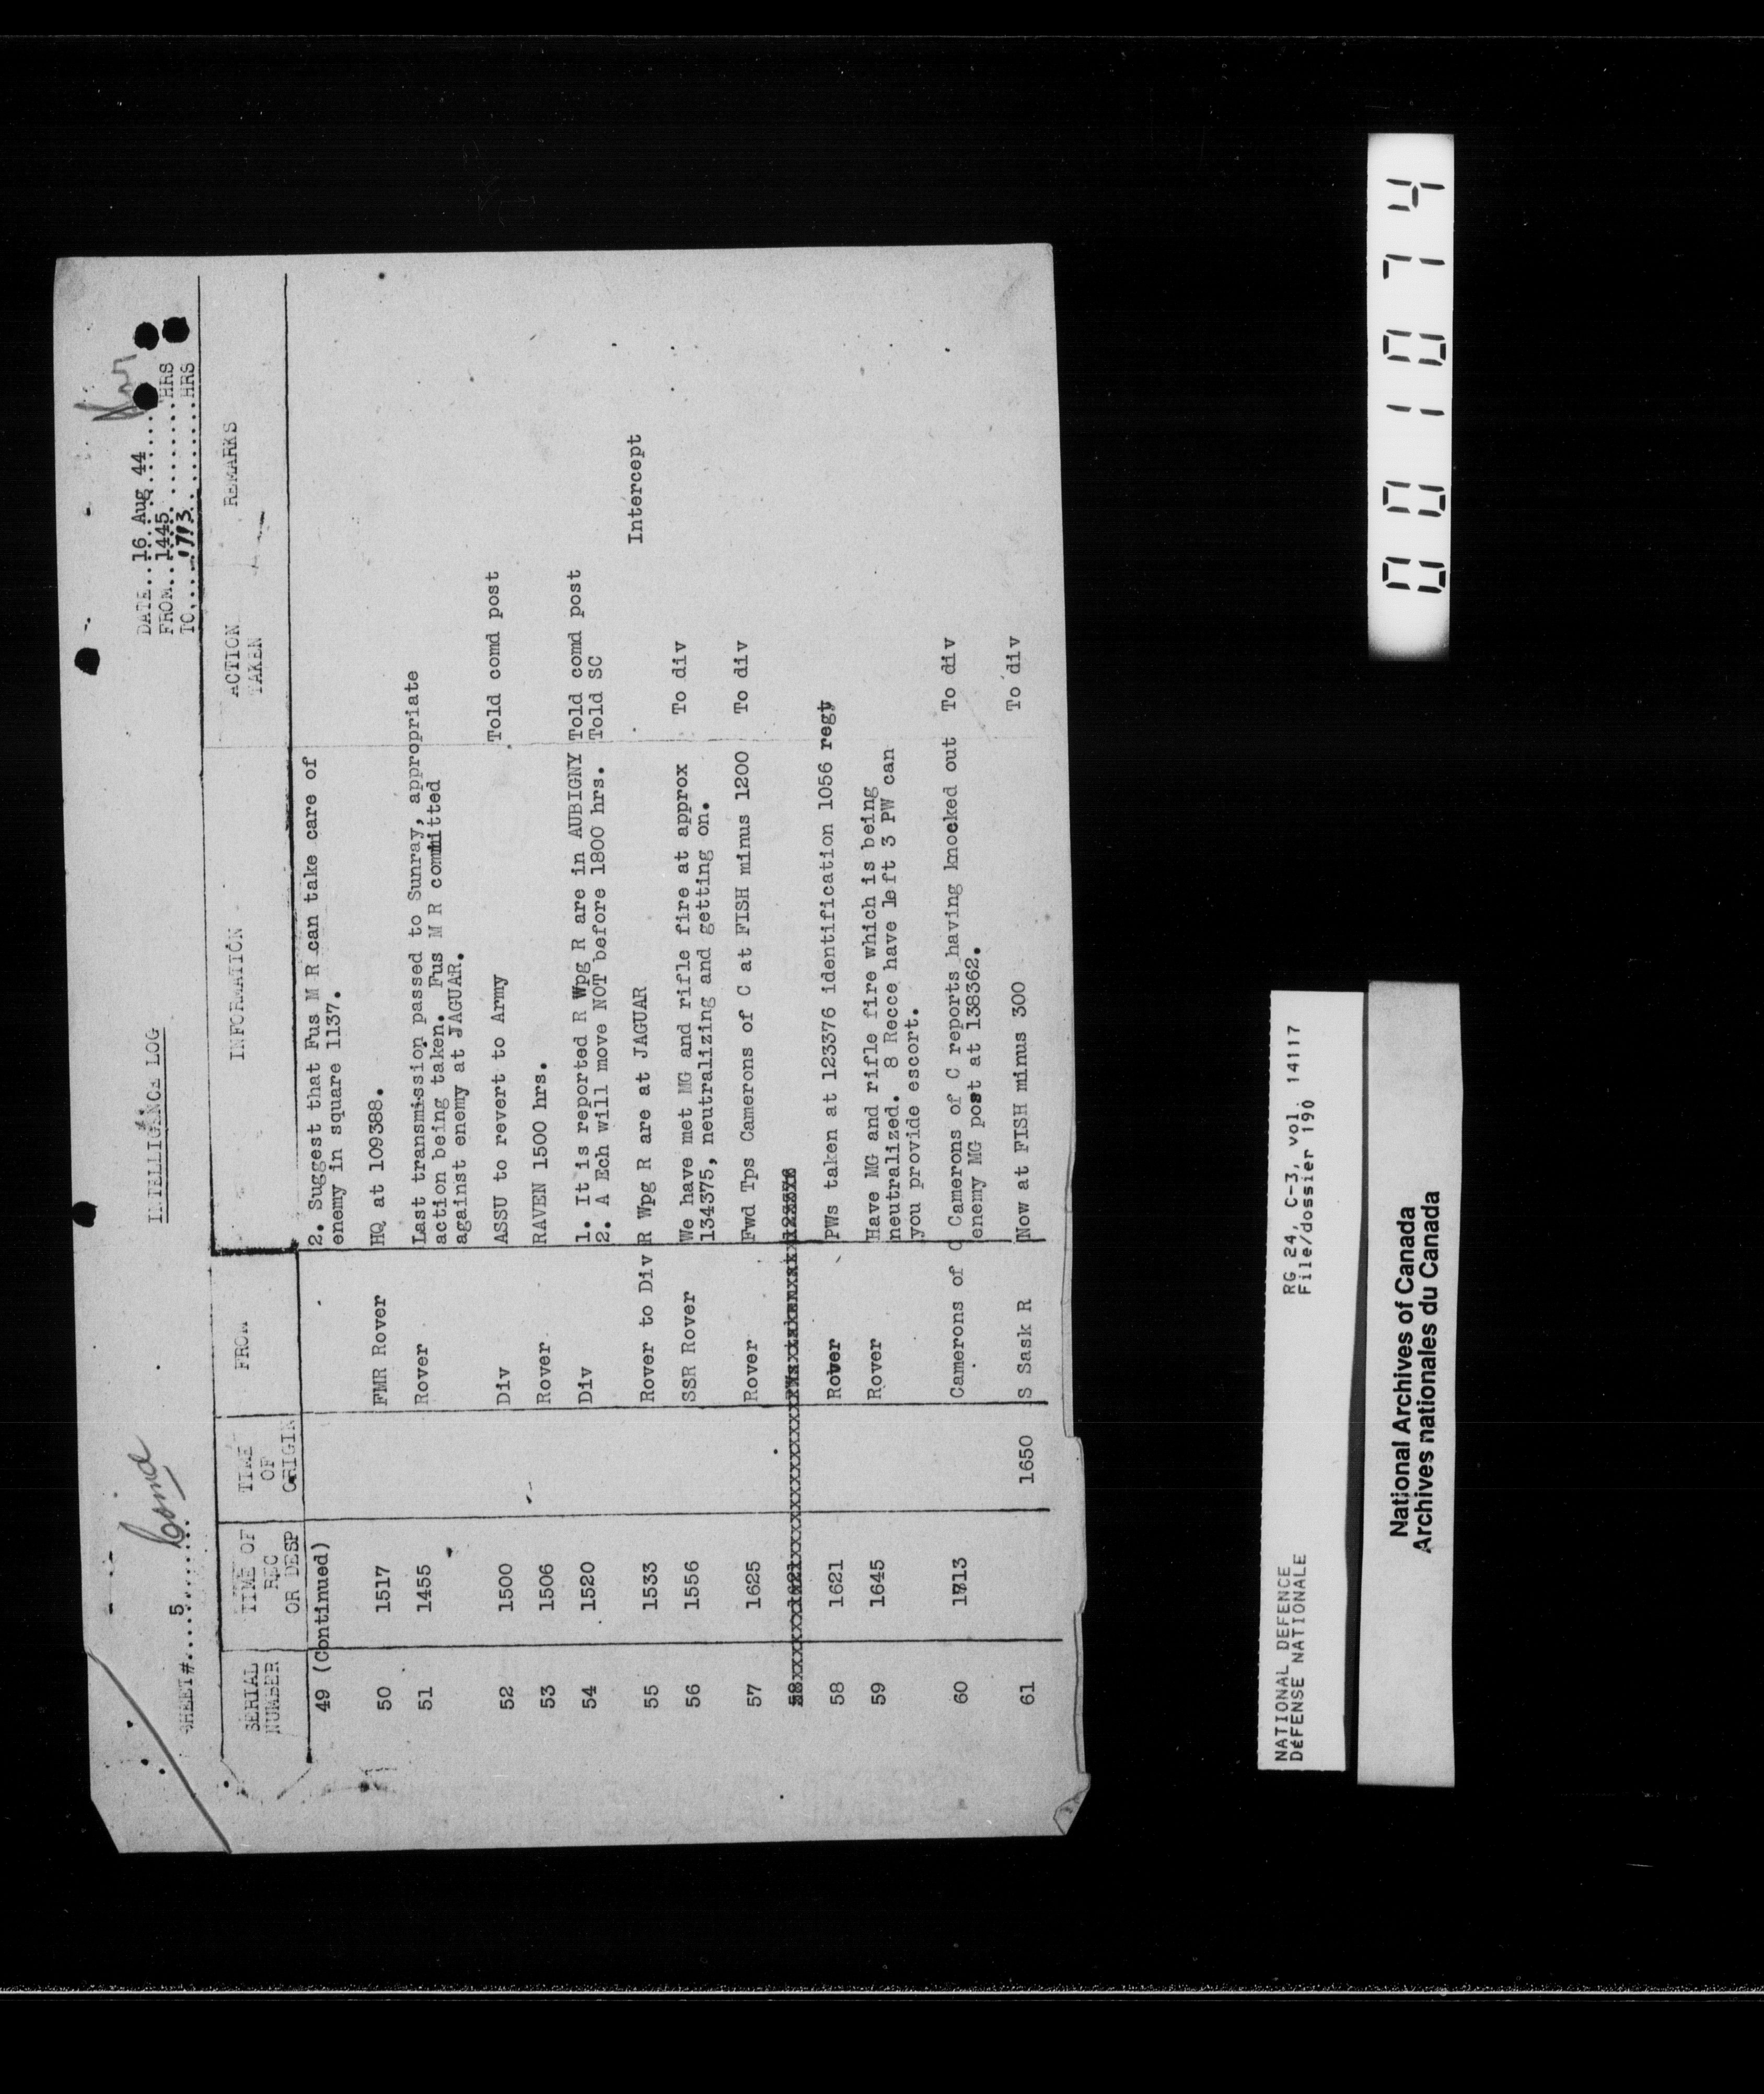 INTELLIGENCE LOG
SHEET#....5..........
DATE..16 Aug 44....
FROM..1445.........HRS
TO....1713.........HRS
SERIAL NUMBER TIME OF REC OR DESP TIME OF ORIGIN FROM INFORMATION ACTION TAKEN REMARKS
49 (Continued) 2. Suggest that Fus M R can take care of
enemy in square 1137.
50 1517 FMR Rover HQ at 109388.
51 1455 Rover Last transmission passed to Sunray, appropriate
action being taken. Fus M R committed
against enemy at JAGUAR.
52 1500 Div ASSU to revert to Army Told comd post
53 1506 Rover RAVEN 1500 hrs.
54 1520 Div 1. It is reported R Wpg R are in AUBIGNY Told comd post
2. A Ech will move NOT before 1800 hrs. Told SC
55 1533 Rover to Div R Wpg R are at JAGUAR Intercept
56 1556 SSR Rover We have met MG and rifle fire at approx To div
134375, neutralizing and getting on.
57 1625 Rover Fwd Tps Camerons of C at FISH minus 1200 To div
58 1621 Rover PWs taken at 123376 identification 1056 regt
59 1645 Rover Have MG and rifle fire which is being
neutralized. 8 Recce have left 3 PW can
you provide escort.
60 1713 Camerons of C Camerons of C reports having knocked out To div
enemy MG post at 138362.
61 1650 S Sask R Now at FISH minus 300 To div
NATIONAL DEFENCE RG 24, C-3, vol. 14117
DÉFENSE NATIONALE File/dossier 190
National Archives of Canada
Archives nationales du Canada
001074